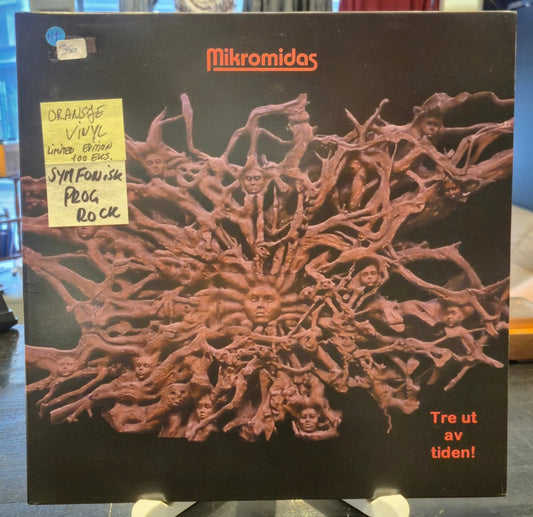 Mikromidas
350,-
ORANSJE
VINYL
LIMITED EDITION
100 EKS.
SYMFONISK
PROG
ROCK
Tre ut
av
tiden!